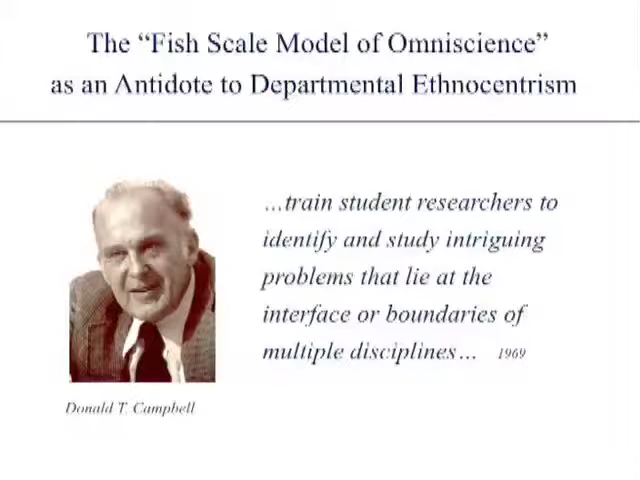 The “Fish Scale Model of Omniscience”
as an Antidote to Departmental Ethnocentrism
…train student researchers to
identify and study intriguing
problems that lie at the
interface or boundaries of
multiple disciplines… 1969
Donald T. Campbell